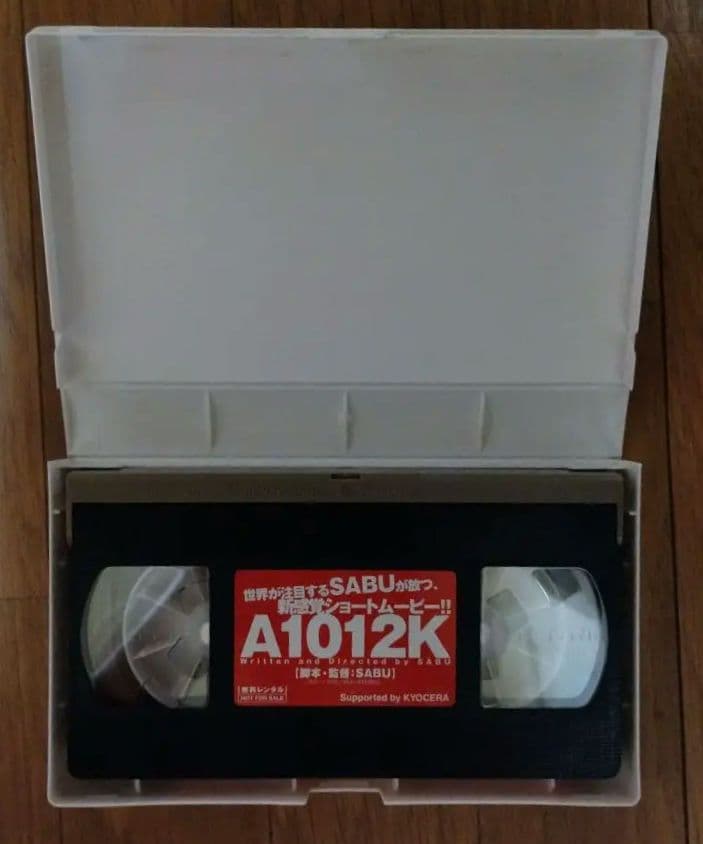 世界が注目するSABUが放つ、
新感覚ショートムービー!!
A1012K
Written and Directed by SABU
【脚本・監督:SABU】
無料レンタル
NOT FOR SALE
Supported by KYOCERA